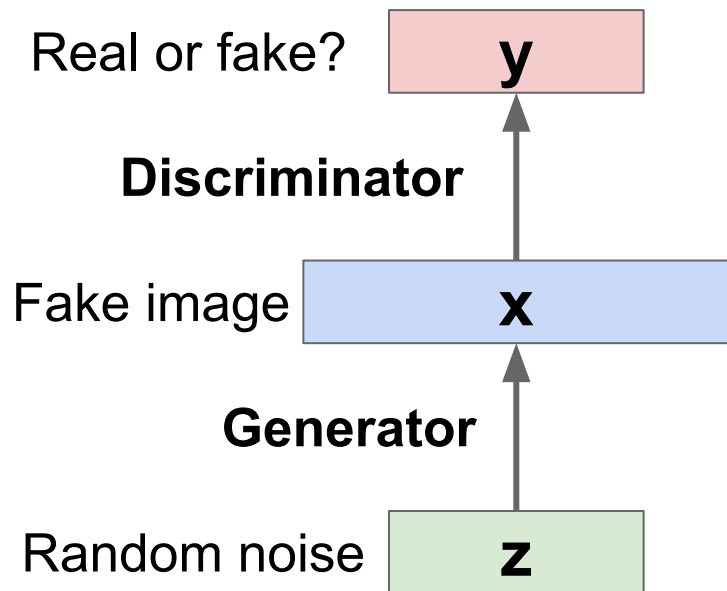 Real or fake? y
Discriminator
Fake image x
Generator
Random noise z